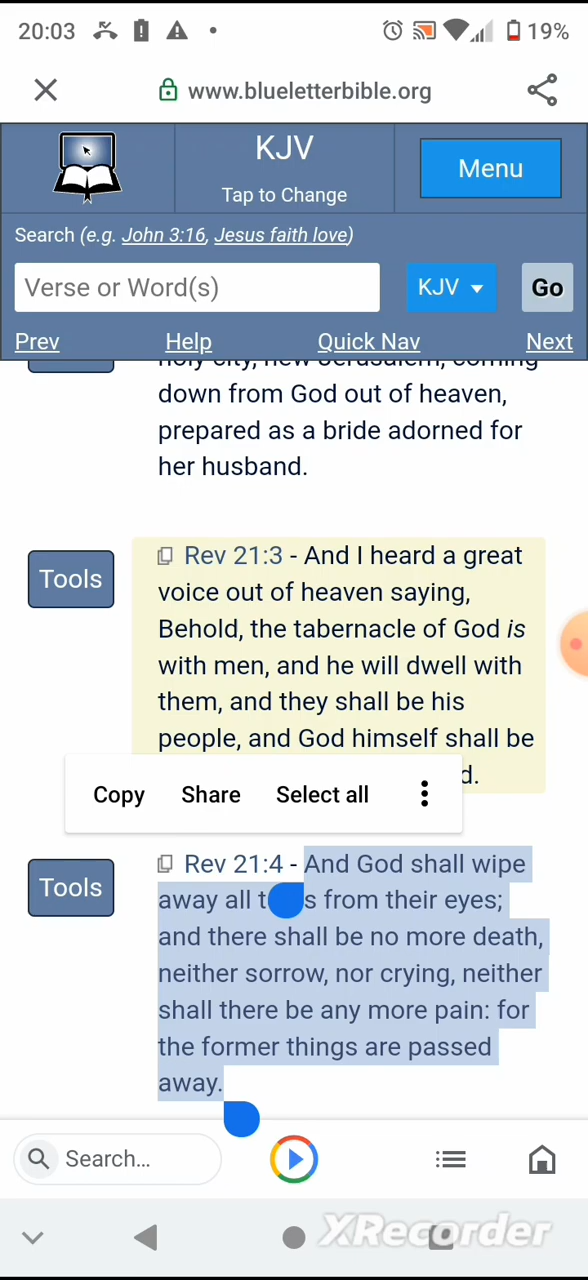 20:03
19%
www.blueletterbible.org
KJV
Tap to Change
Menu
Search (e.g. John 3:16, Jesus faith love)
Verse or Word(s)
KJV
Go
Prev Help Quick Nav Next
holy city, new Jerusalem, coming
down from God out of heaven,
prepared as a bride adorned for
her husband.
Tools
Rev 21:3 - And I heard a great
voice out of heaven saying,
Behold, the tabernacle of God is
with men, and he will dwell with
them, and they shall be his
people, and God himself shall be
d.
Copy Share Select all
Tools
Rev 21:4 - And God shall wipe
away all from their eyes;
and there shall be no more death,
neither sorrow, nor crying, neither
shall there be any more pain: for
the former things are passed
away.
Search...
XRecorder